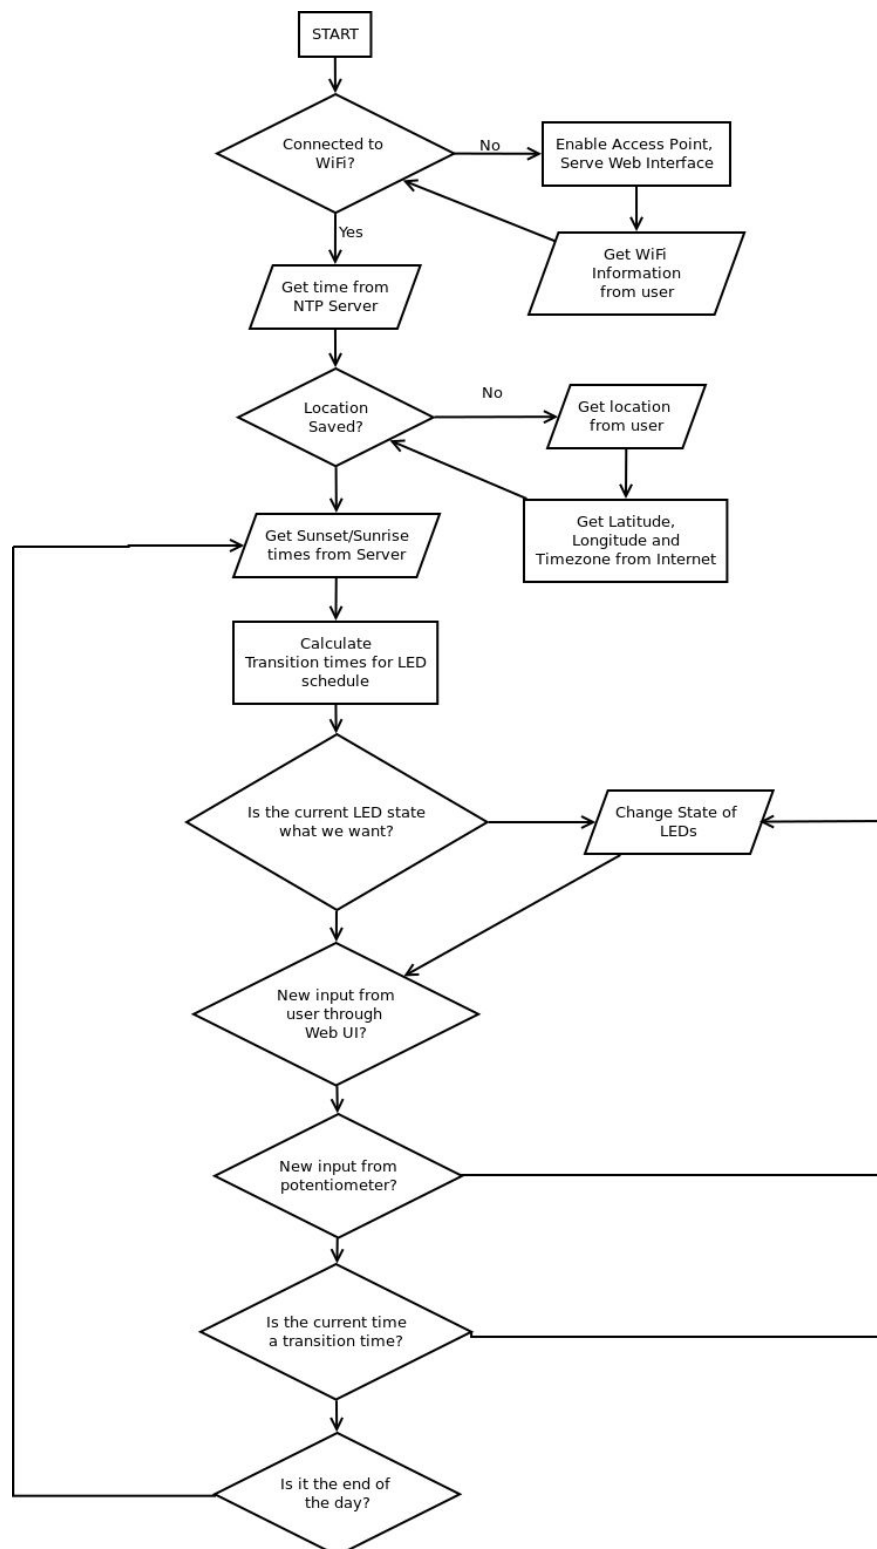 START
Connected to
WiFi?
No
Enable Access Point,
Serve Web Interface
Yes
Get WiFi
Information
from user
Get time from
NTP Server
Location
Saved?
No
Get location
from user
Get Sunset/Sunrise
times from Server
Get Latitude,
Longitude and
Timezone from Internet
Calculate
Transition times for LED
schedule
Is the current LED state
what we want?
Change State of
LEDs
New input from
user through
Web UI?
New input from
potentiometer?
Is the current time
a transition time?
Is it the end of
the day?